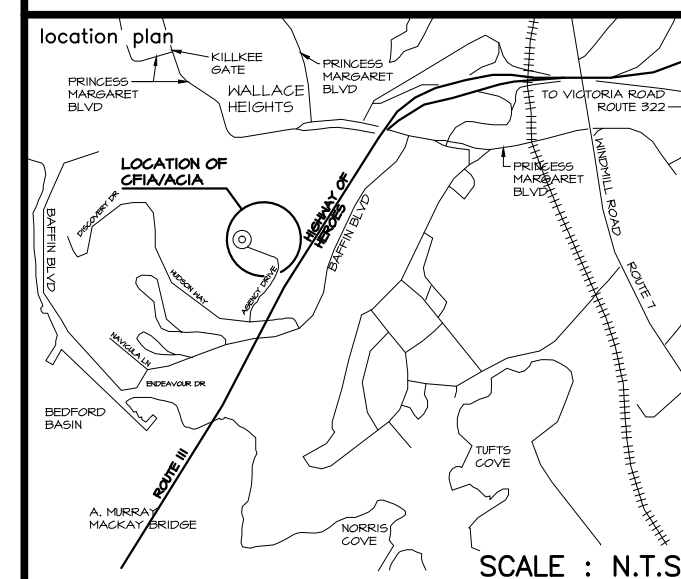 location plan
KILLKEE
GATE
PRINCESS
MARGARET
BLVD
WALLACE
HEIGHTS
PRINCESS
MARGARET
BLVD
TO VICTORIA ROAD
ROUTE 322
LOCATION OF
CFIA/ACIA
PRINCESS
MARGARET
BLVD
WINDMILL ROAD
ROUTE 7
HIGHWAY OF
HEROES
BAFFIN BLVD
DISCOVERY DR
BAFFIN BLVD
HUDSON WAY
AGENCY DRIVE
NAVICULA LN
ENDEAVOUR DR
BEDFORD
BASIN
ROUTE 111
TUFTS
COVE
A. MURRAY
MACKAY BRIDGE
NORRIS
COVE
SCALE : N.T.S